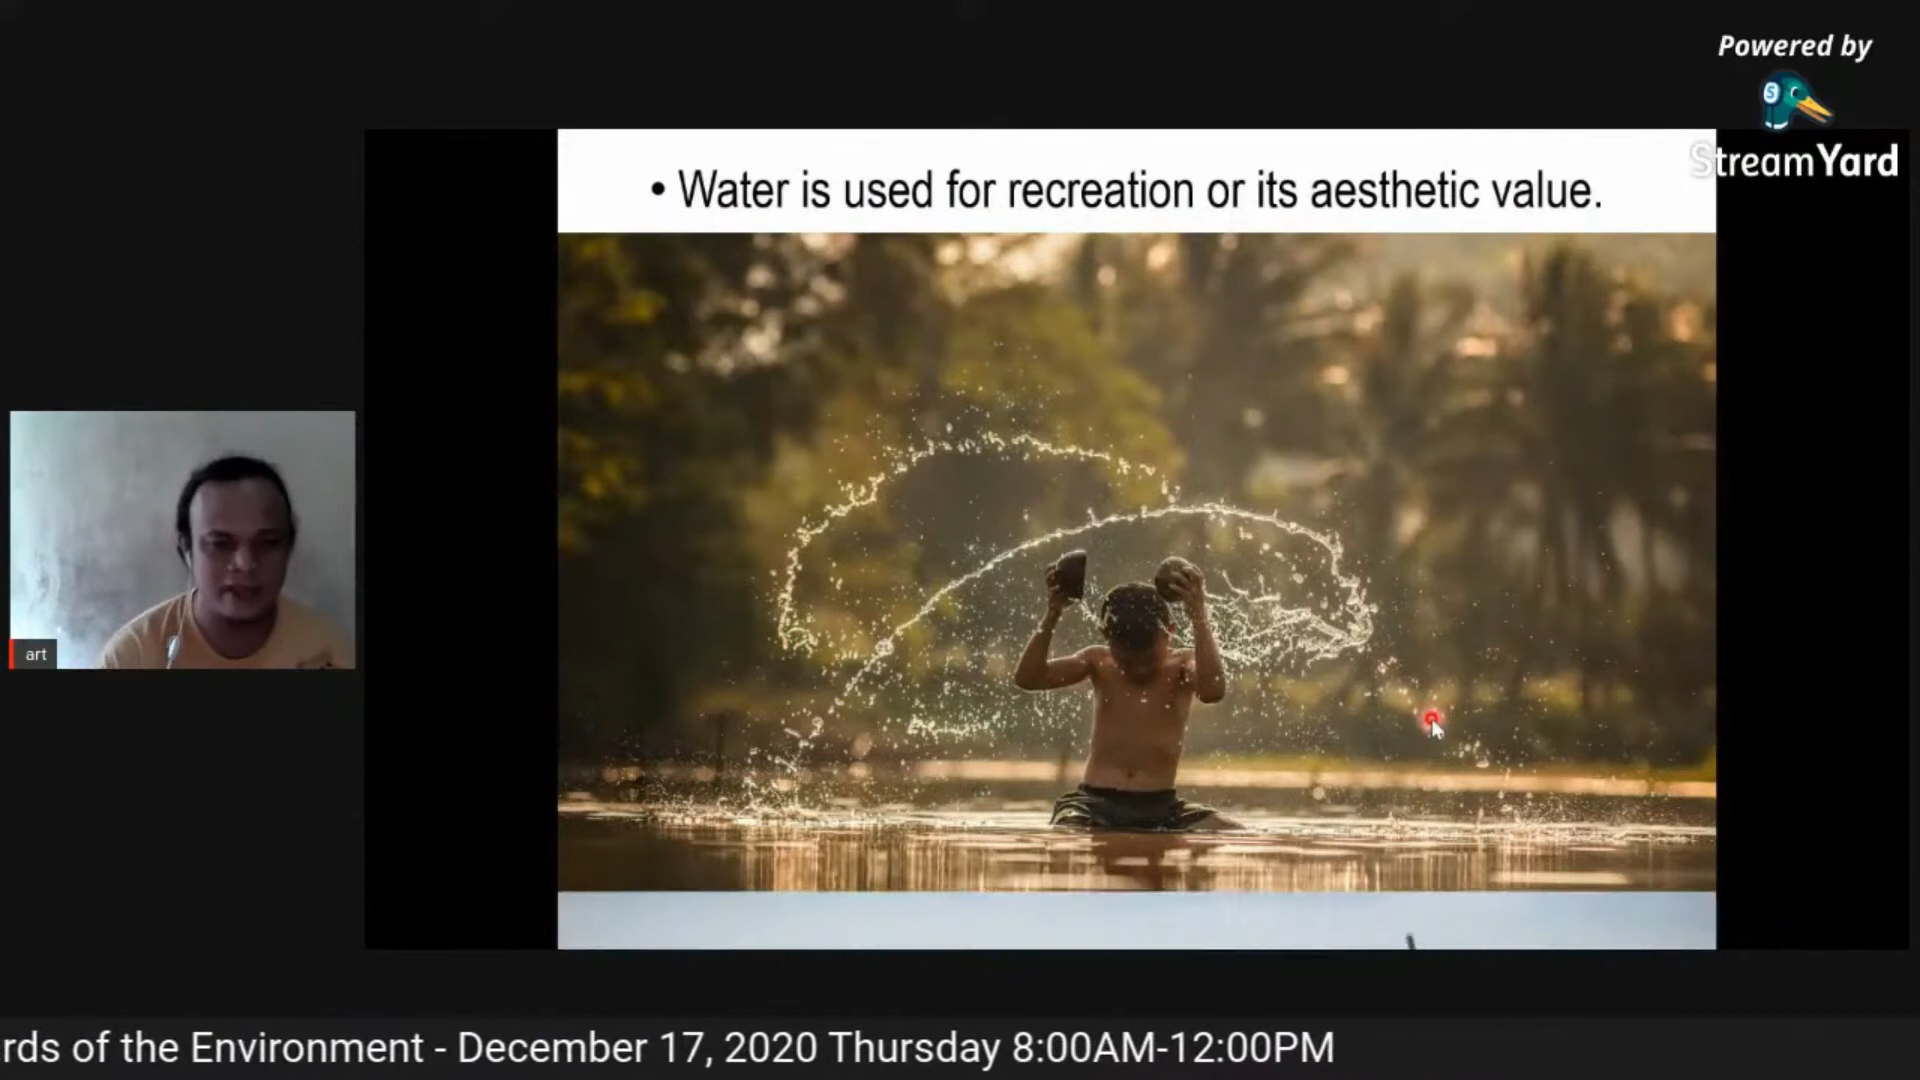 Powered by
StreamYard
• Water is used for recreation or its aesthetic value.
art
rds of the Environment - December 17, 2020 Thursday 8:00AM-12:00PM